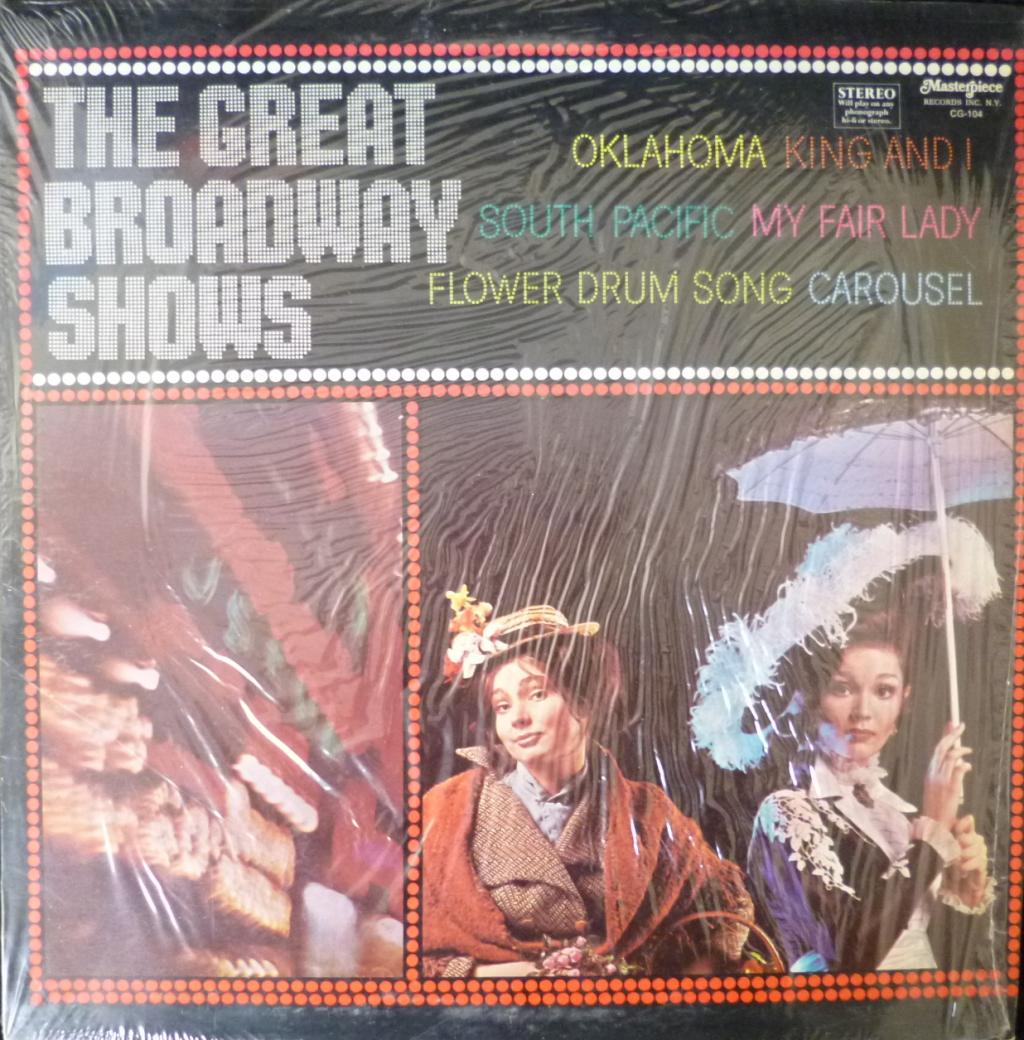 THE GREAT
BROADWAY
SHOWS
STEREO
Will play on any
phonograph
hi-fi or stereo.
Masterpiece
RECORDS INC. N.Y.
CG-104
OKLAHOMA KING AND I
SOUTH PACIFIC MY FAIR LADY
FLOWER DRUM SONG CAROUSEL